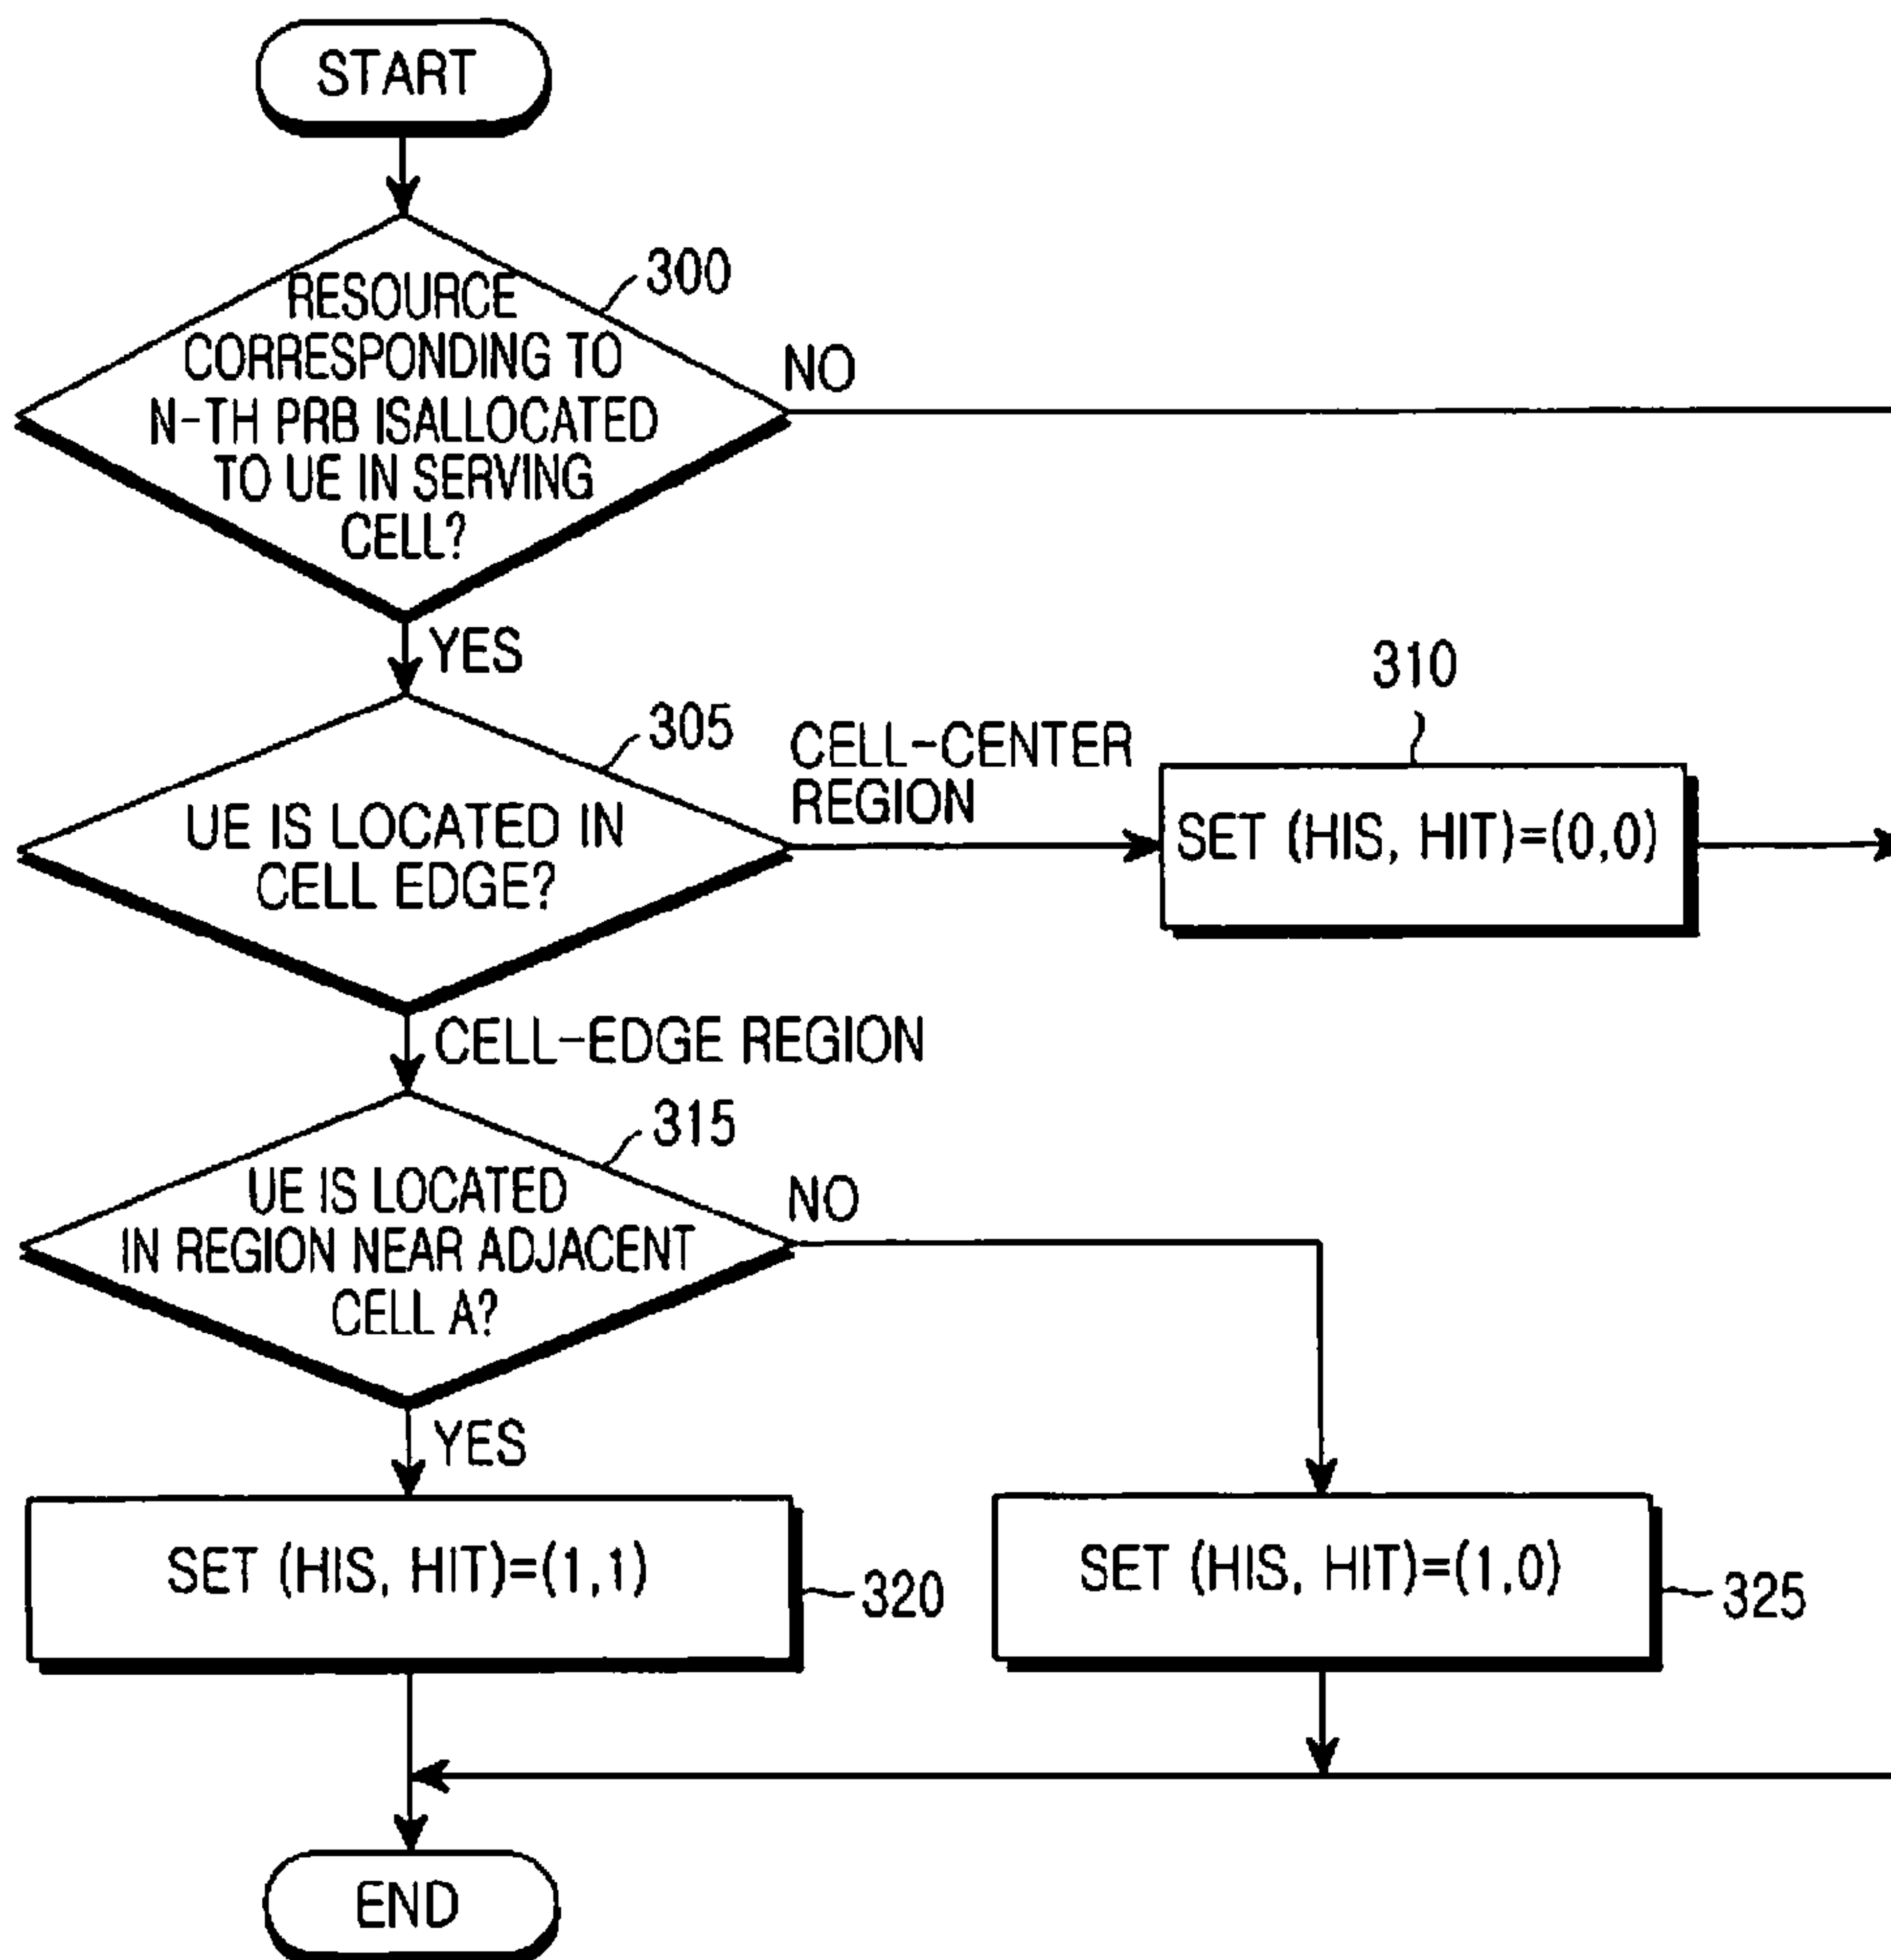 START
RESOURCE
CORRESPONDING TO
N-TH PRB ISALLOCATED
TO UE IN SERVING
CELL?
300
NO
YES
UE IS LOCATED IN
CELL EDGE?
305
CELL-CENTER
REGION
310
SET (HIS, HIT)=(0,0)
CELL-EDGE REGION
UE IS LOCATED
IN REGION NEAR ADJACENT
CELL A?
315
NO
YES
SET (HIS, HIT)=(1,1)
320
SET (HIS, HIT)=(1,0)
325
END